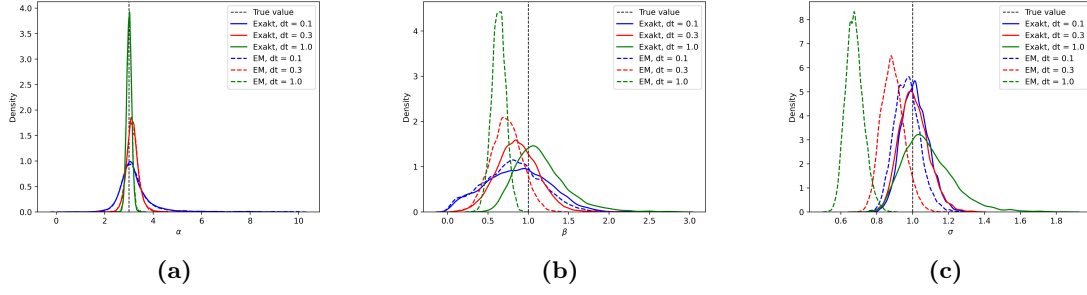 4.0
3.5
3.0
2.5
2.0
1.5
1.0
0.5
0.0
Density
0
2
4
6
8
10
α
True value
Exakt, dt = 0.1
Exakt, dt = 0.3
Exakt, dt = 1.0
EM, dt = 0.1
EM, dt = 0.3
EM, dt = 1.0
(a)
4
3
2
1
0
Density
0.0
0.5
1.0
1.5
2.0
2.5
3.0
β
True value
Exakt, dt = 0.1
Exakt, dt = 0.3
Exakt, dt = 1.0
EM, dt = 0.1
EM, dt = 0.3
EM, dt = 1.0
(b)
8
7
6
5
4
3
2
1
0
Density
0.6
0.8
1.0
1.2
1.4
1.6
1.8
σ
True value
Exakt, dt = 0.1
Exakt, dt = 0.3
Exakt, dt = 1.0
EM, dt = 0.1
EM, dt = 0.3
EM, dt = 1.0
(c)